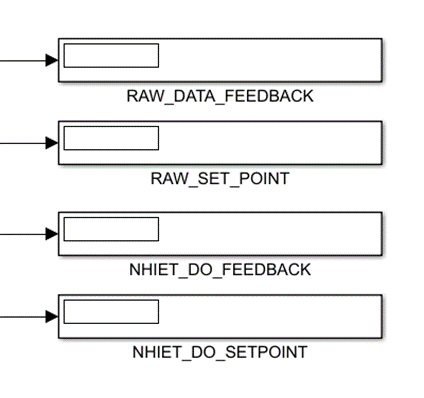 RAW_DATA_FEEDBACK
RAW_SET_POINT
NHIET_DO_FEEDBACK
NHIET_DO_SETPOINT